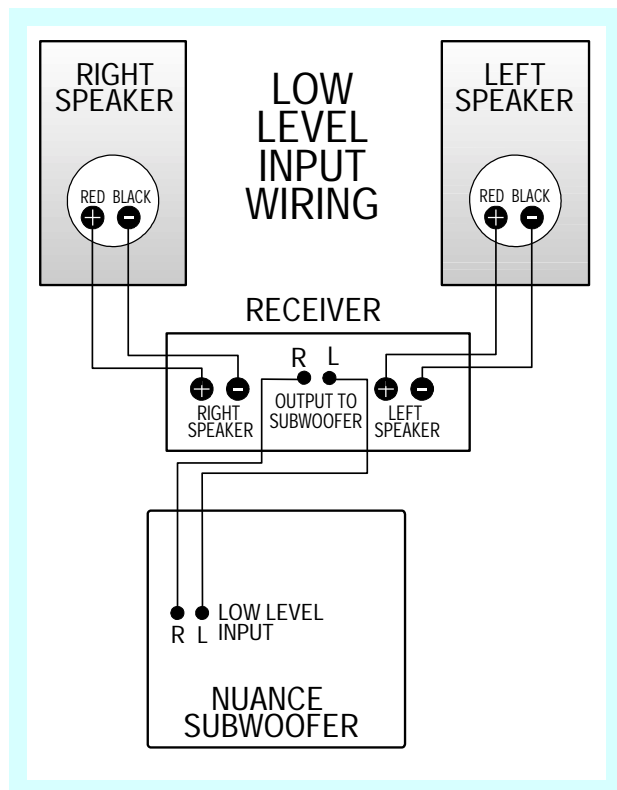 RIGHT
SPEAKER
RED BLACK
+ -
LOW
LEVEL
INPUT
WIRING
LEFT
SPEAKER
RED BLACK
+ -
RECEIVER
R L
+ -
OUTPUT TO
SUBWOOFER
+ -
RIGHT
SPEAKER
LEFT
SPEAKER
LOW LEVEL
INPUT
R L
NUANCE
SUBWOOFER